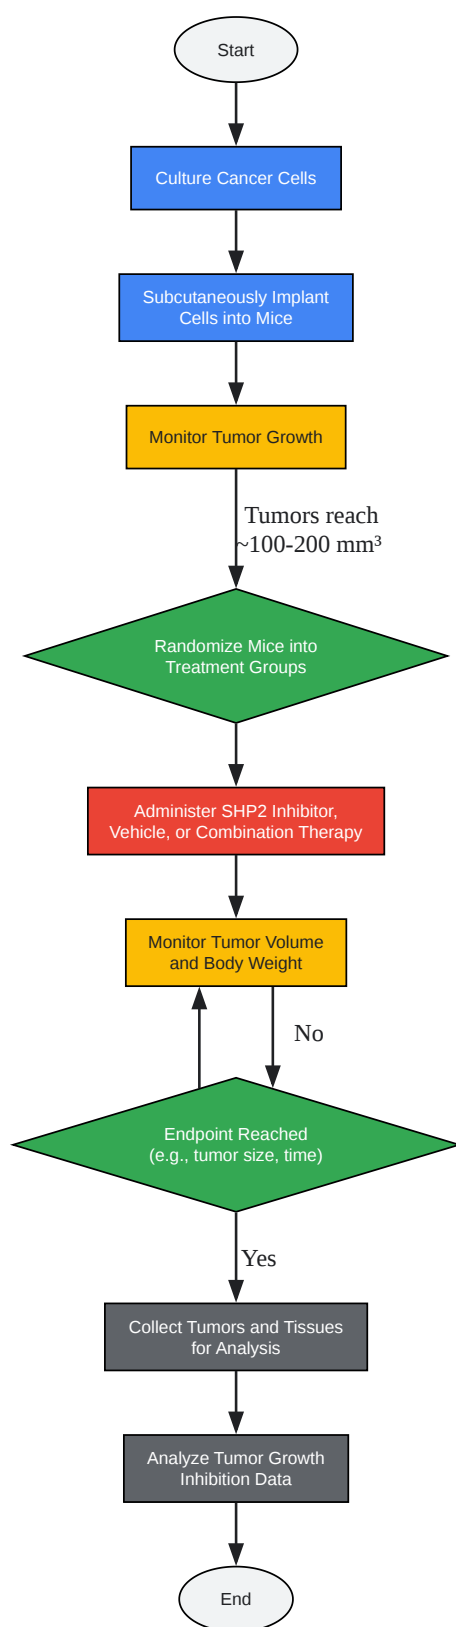 Start
Culture Cancer Cells
Subcutaneously Implant
Cells into Mice
Monitor Tumor Growth
Tumors reach
~100-200 mm³
Randomize Mice into
Treatment Groups
Administer SHP2 Inhibitor,
Vehicle, or Combination Therapy
Monitor Tumor Volume
and Body Weight
No
Endpoint Reached
(e.g., tumor size, time)
Yes
Collect Tumors and Tissues
for Analysis
Analyze Tumor Growth
Inhibition Data
End